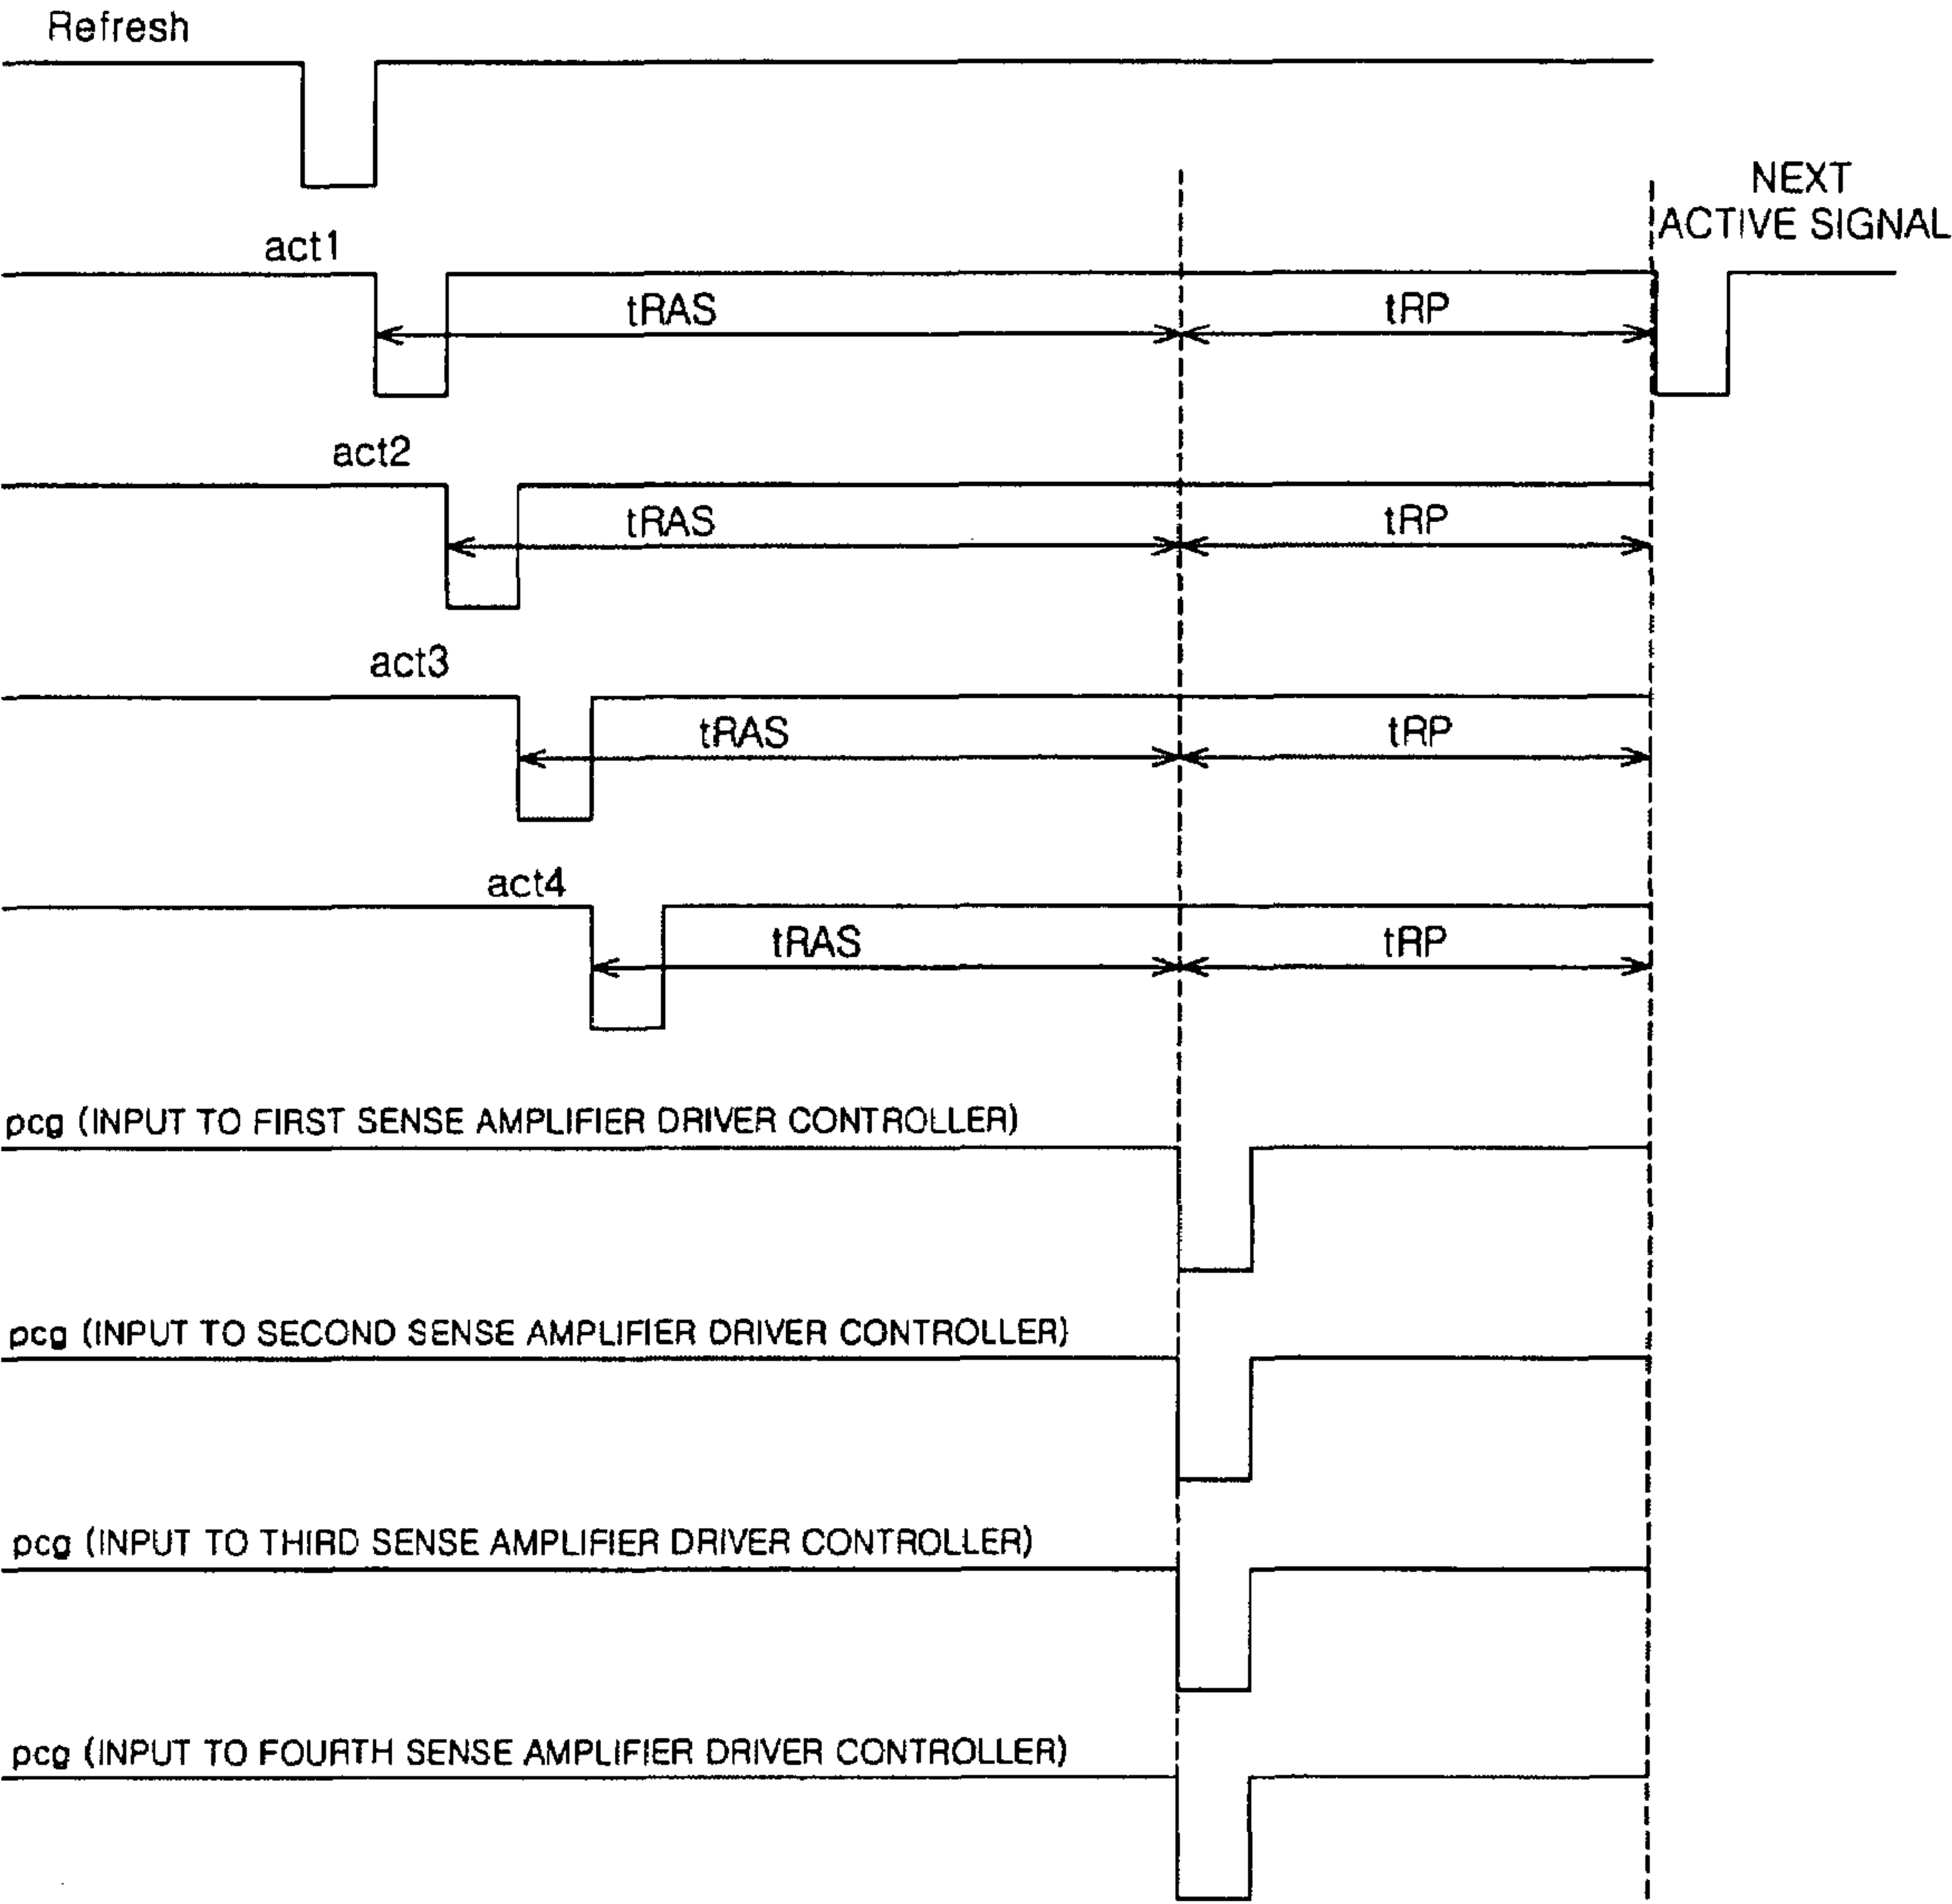 Refresh
NEXT
ACTIVE SIGNAL
act1
tRAS
tRP
act2
tRAS
tRP
act3
tRAS
tRP
act4
tRAS
tRP
pcg (INPUT TO FIRST SENSE AMPLIFIER DRIVER CONTROLLER)
pcg (INPUT TO SECOND SENSE AMPLIFIER DRIVER CONTROLLER)
pcg (INPUT TO THIRD SENSE AMPLIFIER DRIVER CONTROLLER)
pcg (INPUT TO FOURTH SENSE AMPLIFIER DRIVER CONTROLLER)